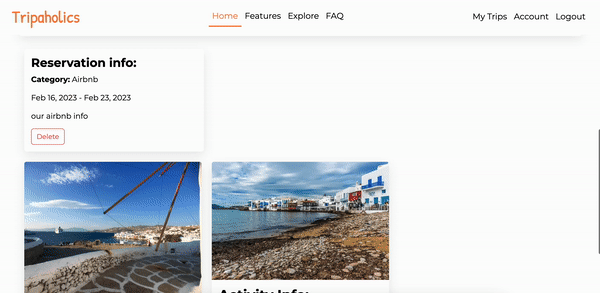 Tripaholics
Home Features Explore FAQ
My Trips Account Logout
Reservation info:
Category: Airbnb
Feb 16, 2023 - Feb 23, 2023
our airbnb info
Delete
Activity Info: